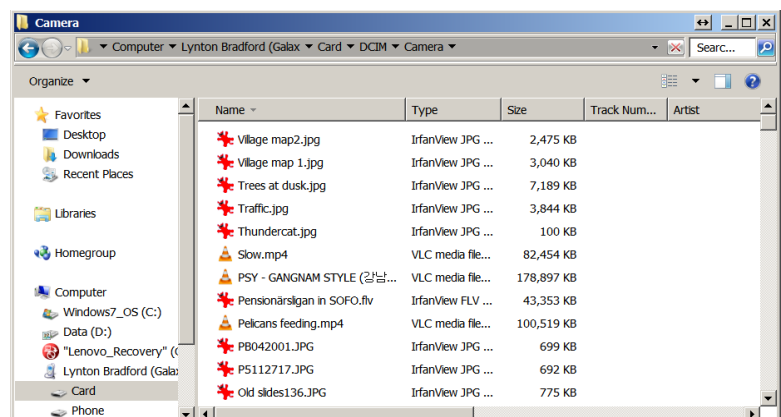 Camera
Computer Lynton Bradford (Galax Card DCIM Camera
Searc...
Organize
Favorites
Desktop
Downloads
Recent Places
Libraries
Homegroup
Computer
Windows7_OS (C:)
Data (D:)
"Lenovo_Recovery" (
Lynton Bradford (Gala
Card
Phone
Name Type Size Track Num... Artist
Village map2.jpg IrfanView JPG ... 2,475 KB
Village map 1.jpg IrfanView JPG ... 3,040 KB
Trees at dusk.jpg IrfanView JPG ... 7,189 KB
Traffic.jpg IrfanView JPG ... 3,844 KB
Thundercat.jpg IrfanView JPG ... 100 KB
Slow.mp4 VLC media file... 82,454 KB
PSY - GANGNAM STYLE (강남... VLC media file... 178,897 KB
Pensionärsligan in SOFO.flv IrfanView FLV ... 43,353 KB
Pelicans feeding.mp4 VLC media file... 100,519 KB
PB042001.JPG IrfanView JPG ... 699 KB
P5112717.JPG IrfanView JPG ... 692 KB
Old slides136.JPG IrfanView JPG ... 775 KB